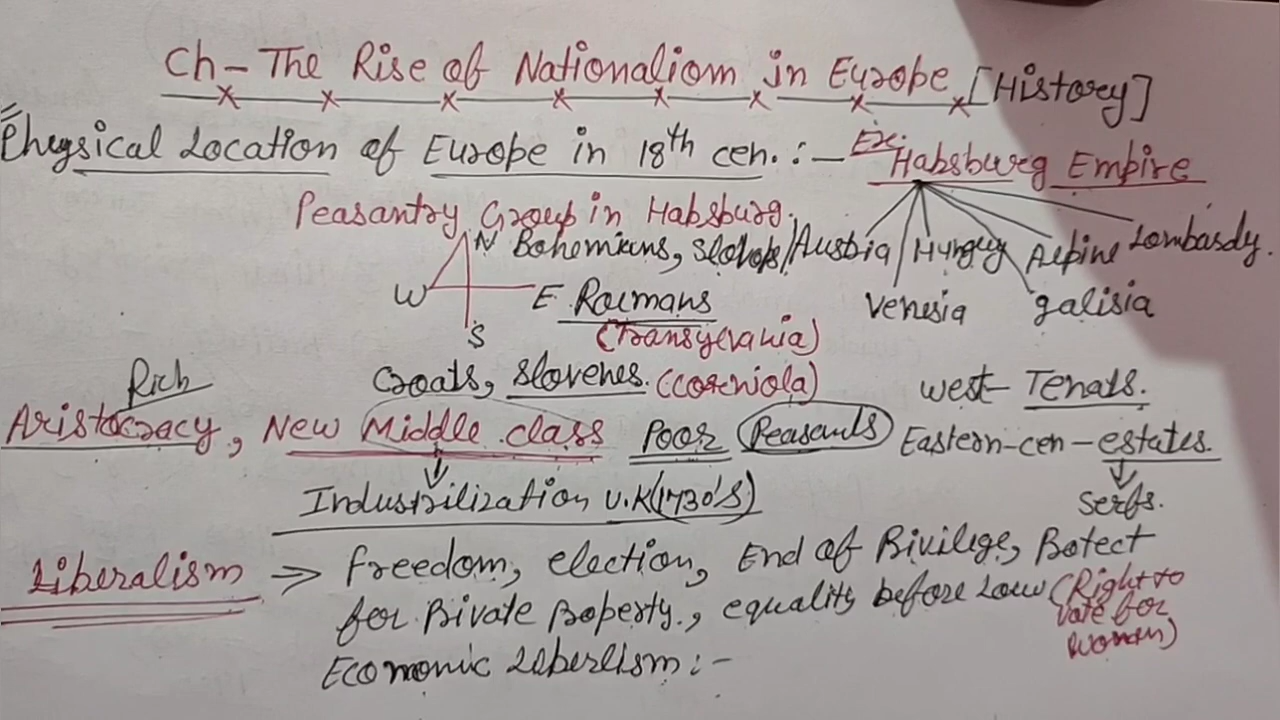 Ch - The Rise of Nationaliom in Europe [History]
Physical Location of Europe in 18th cen. :- Ex:
Habsburg Empire
Peasantry Group in Habsburg.
N Bohemians, Slovaks / Austria / Hungry Alpine Lombardy.
W E Roumans Venesia galisia
S (Transylvania)
Rich Croats, Slovenes. (Corniola) West - Tenats.
Aristocracy, New Middle class Poor Peasants Eastern-cen - estates.
Industrilization U.K (1730's) Serfs.
Liberalism => Freedom, election, End of Privilege, Protect
for Private Property., equality before Low (Right to
vote for
women)
Economic Liberlism :-